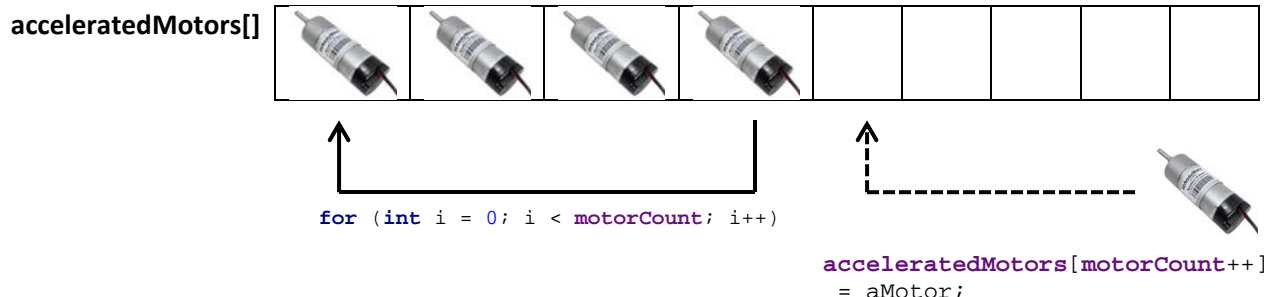 acceleratedMotors[]
for (int i = 0; i < motorCount; i++)
acceleratedMotors[motorCount++]
= aMotor;